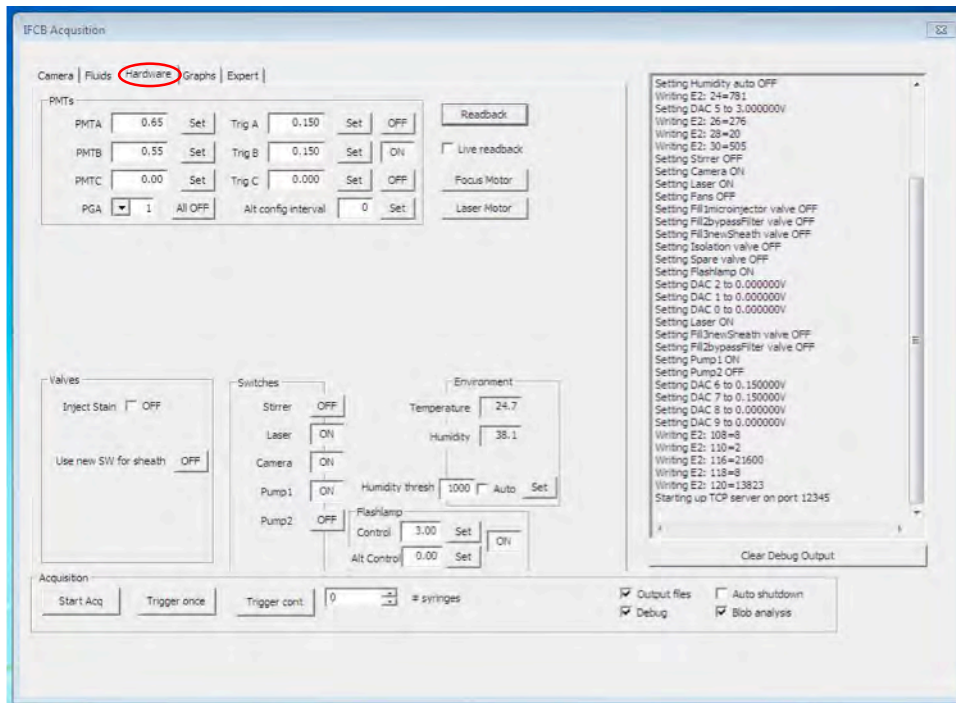 IFCB Acqusition
Camera Fluids Hardware Graphs Expert
PMTs
PMTA 0.65 Set Trig A 0.150 Set OFF
PMTB 0.55 Set Trig B 0.150 Set ON
PMTC 0.00 Set Trig C 0.000 Set OFF
PGA 1 All OFF Alt config interval 0 Set
Readback
Live readback
Focus Motor
Laser Motor
Valves
Inject Stain OFF
Use new SW for sheath OFF
Switches
Stirrer OFF
Laser ON
Camera ON
Pump1 ON
Pump2 OFF
Environment
Temperature 24.7
Humidity 38.1
Humidity thresh 1000 Auto Set
Flashlamp
Control 3.00 Set ON
Alt Control 0.00 Set
Setting Humidity auto OFF
Writing E2: 24=781
Setting DAC 5 to 3.000000V
Writing E2: 26=276
Writing E2: 28=20
Writing E2: 30=505
Setting Stirrer OFF
Setting Camera ON
Setting Laser ON
Setting Fans OFF
Setting Fill1microinjector valve OFF
Setting Fill2bypassFilter valve OFF
Setting Fill3newSheath valve OFF
Setting Isolation valve OFF
Setting Spare valve OFF
Setting Flashlamp ON
Setting DAC 2 to 0.000000V
Setting DAC 1 to 0.000000V
Setting DAC 0 to 0.000000V
Setting Laser ON
Setting Fill3newSheath valve OFF
Setting Fill2bypassFilter valve OFF
Setting Pump1 ON
Setting Pump2 OFF
Setting DAC 6 to 0.150000V
Setting DAC 7 to 0.150000V
Setting DAC 8 to 0.000000V
Setting DAC 9 to 0.000000V
Writing E2: 108=8
Writing E2: 110=2
Writing E2: 116=21600
Writing E2: 118=8
Writing E2: 120=13823
Starting up TCP server on port 12345
Clear Debug Output
Acquisition
Start Acq Trigger once Trigger cont 0 # syringes
Output files Auto shutdown
Debug Blob analysis